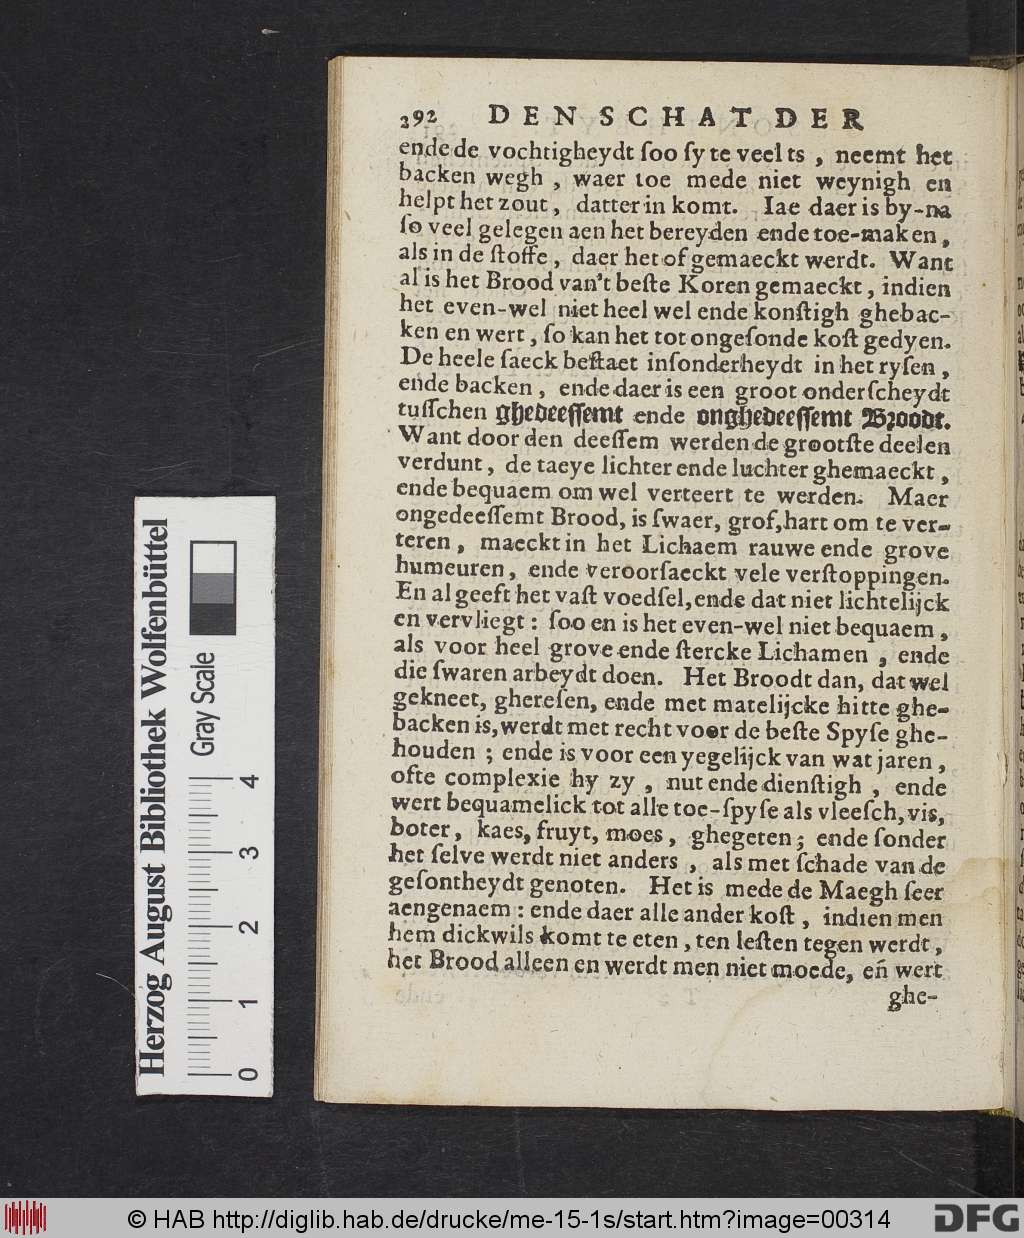 292 DEN SCHAT DER
ende de vochtigheydt ſoo ſy te veel ts , neemt het
backen wegh , waer toe mede niet weynigh en
helpt het zout , datter in komt. Iae daer is by-na
ſo veel gelegen aen het bereyden ende toe-maken,
als in de ſtoffe , daer het of gemaeckt werdt. Want
al is het Brood van't beſte Koren gemaeckt , indien
het even-wel niet heel wel ende konſtigh ghebac-
ken en wert , ſo kan het tot ongeſonde koſt gedyen.
De heele ſaeck beſtaet inſonderheydt in het ryſen ,
ende backen , ende daer is een groot onderſcheydt
tuſſchen ghedeeſſemt ende onghedeeſſemt Broodt.
Want door den deeſſem werden de grootſte deelen
verdunt , de taeye lichter ende luchter ghemaeckt ,
ende bequaem om wel verteert te werden. Maer
ongedeeſſemt Brood, is ſwaer, grof, hart om te ver-
teren , maeckt in het Lichaem rauwe ende grove
humeuren , ende veroorſaeckt vele verſtoppingen.
En al geeft het vaſt voedſel, ende dat niet lichtelijck
en vervliegt : ſoo en is het even-wel niet bequaem ,
als voor heel grove ende ſtercke Lichamen , ende
die ſwaren arbeydt doen. Het Broodt dan, dat wel
gekneet, ghereſen, ende met matelijcke hitte ghe-
backen is, werdt met recht voor de beſte Spyſe ghe-
houden ; ende is voor een yegelijck van wat jaren ,
ofte complexie hy zy , nut ende dienſtigh , ende
wert bequamelick tot alle toe-ſpyſe als vleeſch, vis,
boter , kaes, fruyt, moes , ghegeten ; ende ſonder
het ſelve werdt niet anders , als met ſchade van de
geſontheydt genoten. Het is mede de Maegh ſeer
aengenaem : ende daer alle ander koſt , indien men
hem dickwils komt te eten , ten leſten tegen werdt ,
het Brood alleen en werdt men niet moede, eñ wert
ghe-
Herzog August Bibliothek Wolfenbüttel
Gray Scale
0 1 2 3 4
© HAB http://diglib.hab.de/drucke/me-15-1s/start.htm?image=00314
DFG